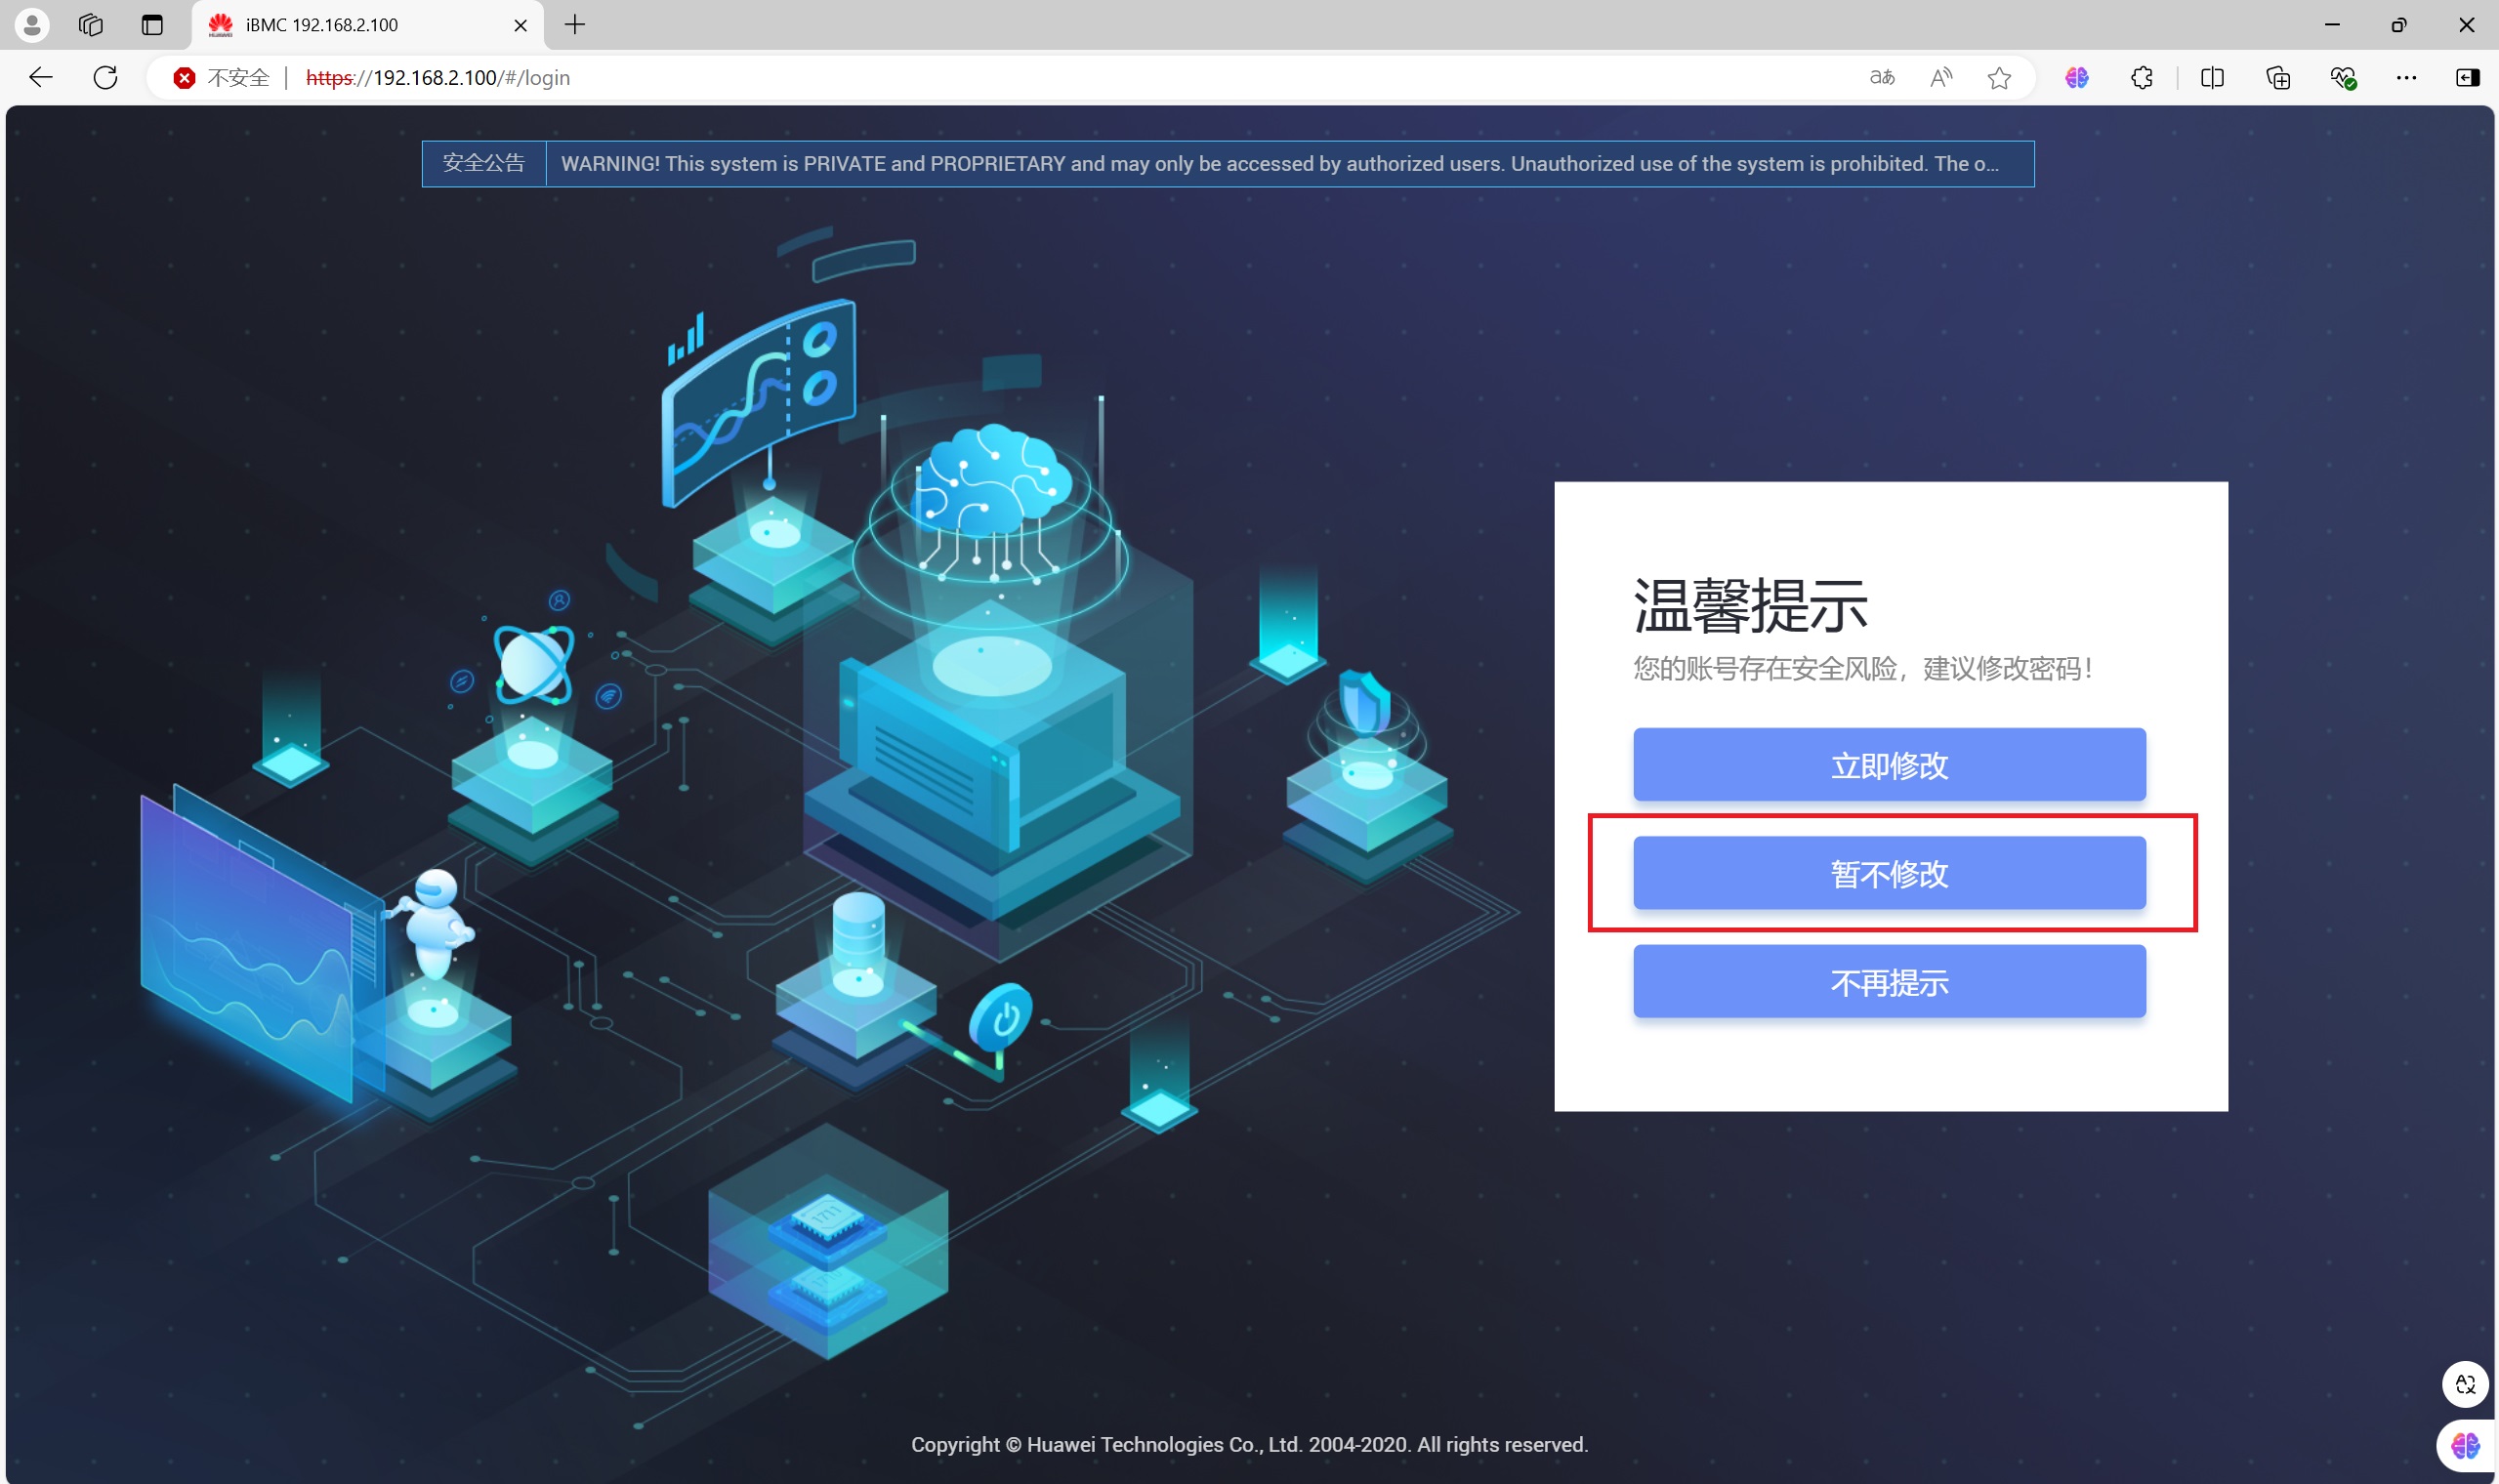 iBMC 192.168.2.100
不安全 | https://192.168.2.100/#/login
安全公告 WARNING! This system is PRIVATE and PROPRIETARY and may only be accessed by authorized users. Unauthorized use of the system is prohibited. The o...
温馨提示
您的账号存在安全风险，建议修改密码！
立即修改
暂不修改
不再提示
1711
Copyright © Huawei Technologies Co., Ltd. 2004-2020. All rights reserved.